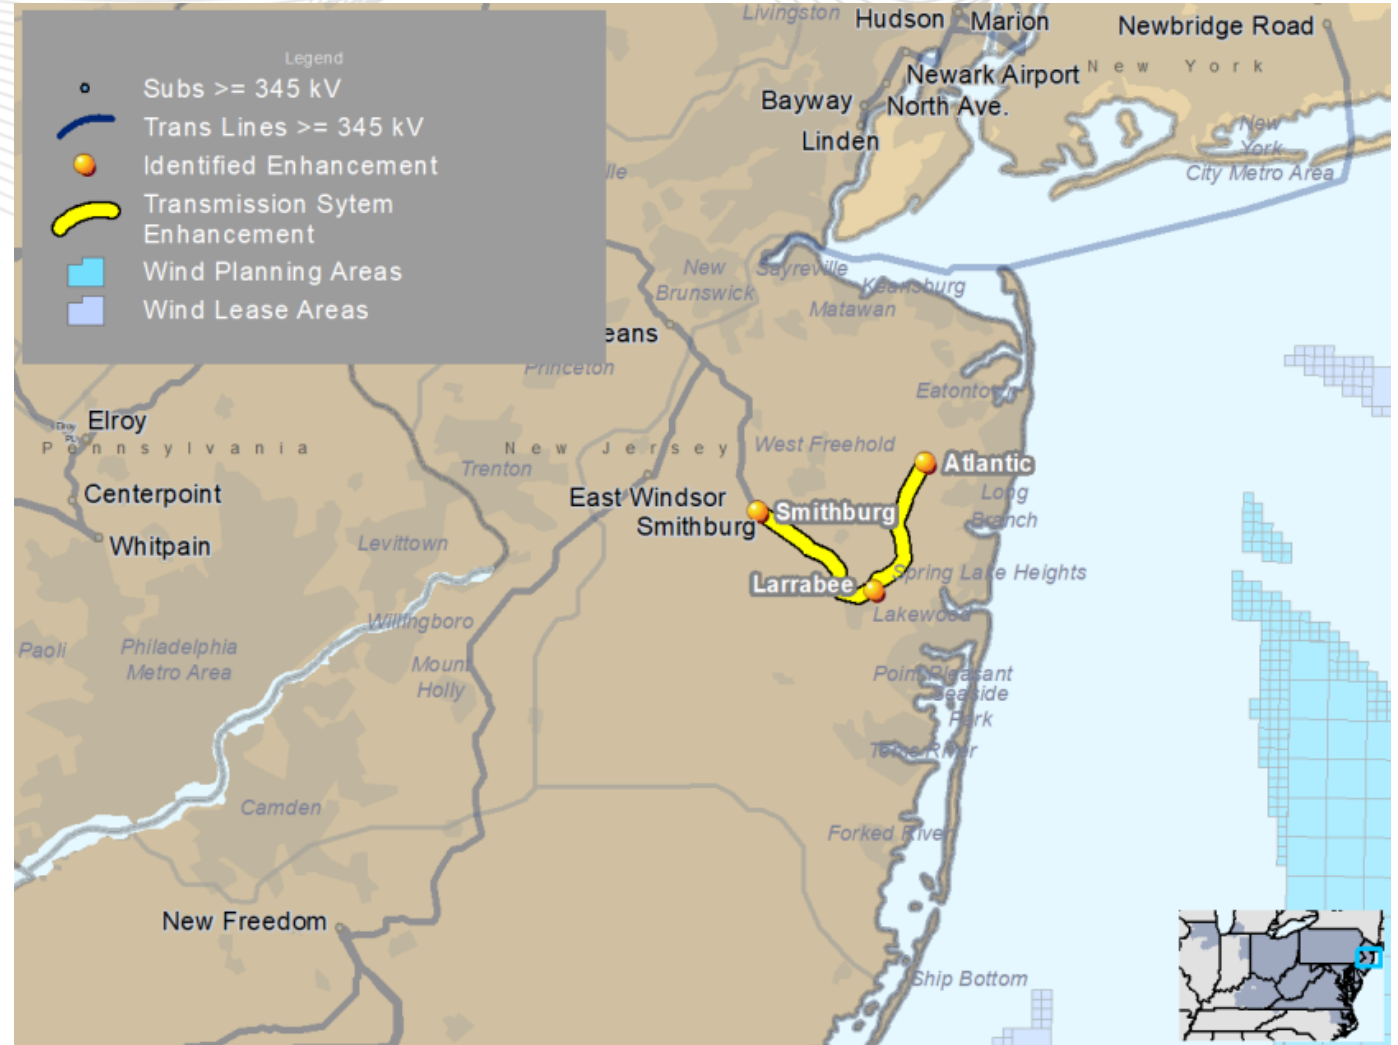 Livingston
Hudson
Marion
Newbridge Road
Legend
Subs >= 345 kV
Trans Lines >= 345 kV
Identified Enhancement
Transmission Sytem
Enhancement
Wind Planning Areas
Wind Lease Areas
Newark Airport
New York
Bayway
North Ave.
Linden
New
York
City Metro Area
lle
New
Brunswick
Sayreville
Keansburg
Matawan
eans
Princeton
Eatontown
Elroy
Pennsylvania
New Jersey
West Freehold
Trenton
Atlantic
Centerpoint
East Windsor
Smithburg
Smithburg
Long
Branch
Whitpain
Levittown
Larrabee
Spring Lake Heights
Lakewood
Willingboro
Paoli
Philadelphia
Metro Area
Mount
Holly
Point Pleasant
Seaside
Park
Toms River
Camden
Forked River
New Freedom
Ship Bottom